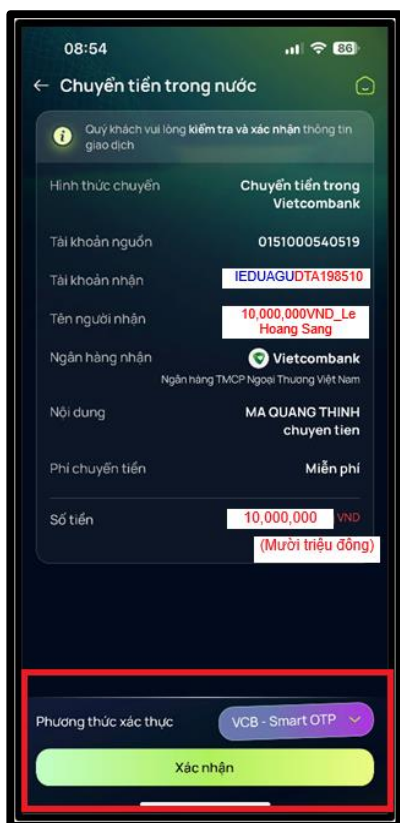 08:54
86
Chuyển tiền trong nước
Quý khách vui lòng kiểm tra và xác nhận thông tin
giao dịch
Hình thức chuyển
Chuyển tiền trong
Vietcombank
Tài khoản nguồn
0151000540519
Tài khoản nhận
IEDUAGUDTA198510
Tên người nhận
10,000,000VND_Le
Hoang Sang
Ngân hàng nhận
Vietcombank
Ngân hàng TMCP Ngoại Thương Việt Nam
Nội dung
MA QUANG THINH
chuyen tien
Phí chuyển tiền
Miễn phí
Số tiền
10,000,000 VND
(Mười triệu đồng)
Phương thức xác thực
VCB - Smart OTP
Xác nhận